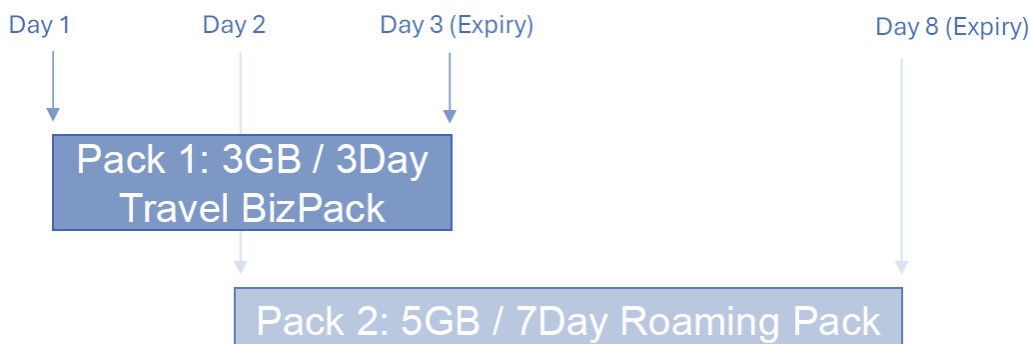 Day 1
Day 2
Day 3 (Expiry)
Day 8 (Expiry)
Pack 1: 3GB / 3Day
Travel BizPack
Pack 2: 5GB / 7Day Roaming Pack